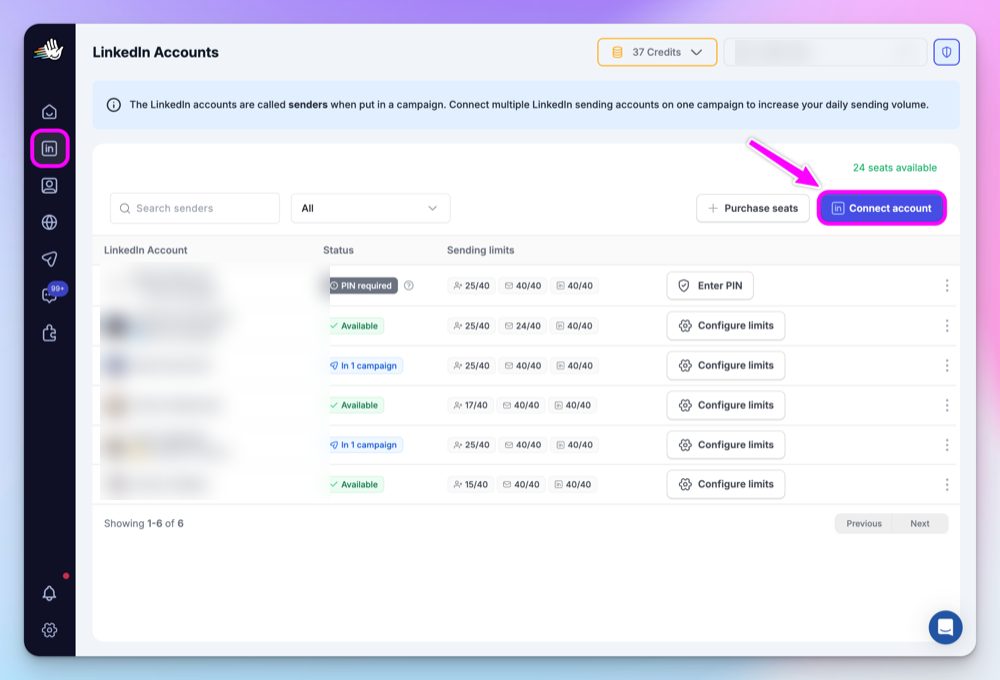 LinkedIn Accounts
37 Credits
The LinkedIn accounts are called senders when put in a campaign. Connect multiple LinkedIn sending accounts on one campaign to increase your daily sending volume.
24 seats available
Search senders
All
Purchase seats
in Connect account
LinkedIn Account Status Sending limits
PIN required 25/40 40/40 40/40 Enter PIN
Available 25/40 24/40 40/40 Configure limits
In 1 campaign 25/40 40/40 40/40 Configure limits
Available 17/40 40/40 40/40 Configure limits
In 1 campaign 25/40 40/40 40/40 Configure limits
Available 15/40 40/40 40/40 Configure limits
Showing 1-6 of 6
Previous Next
in
99+